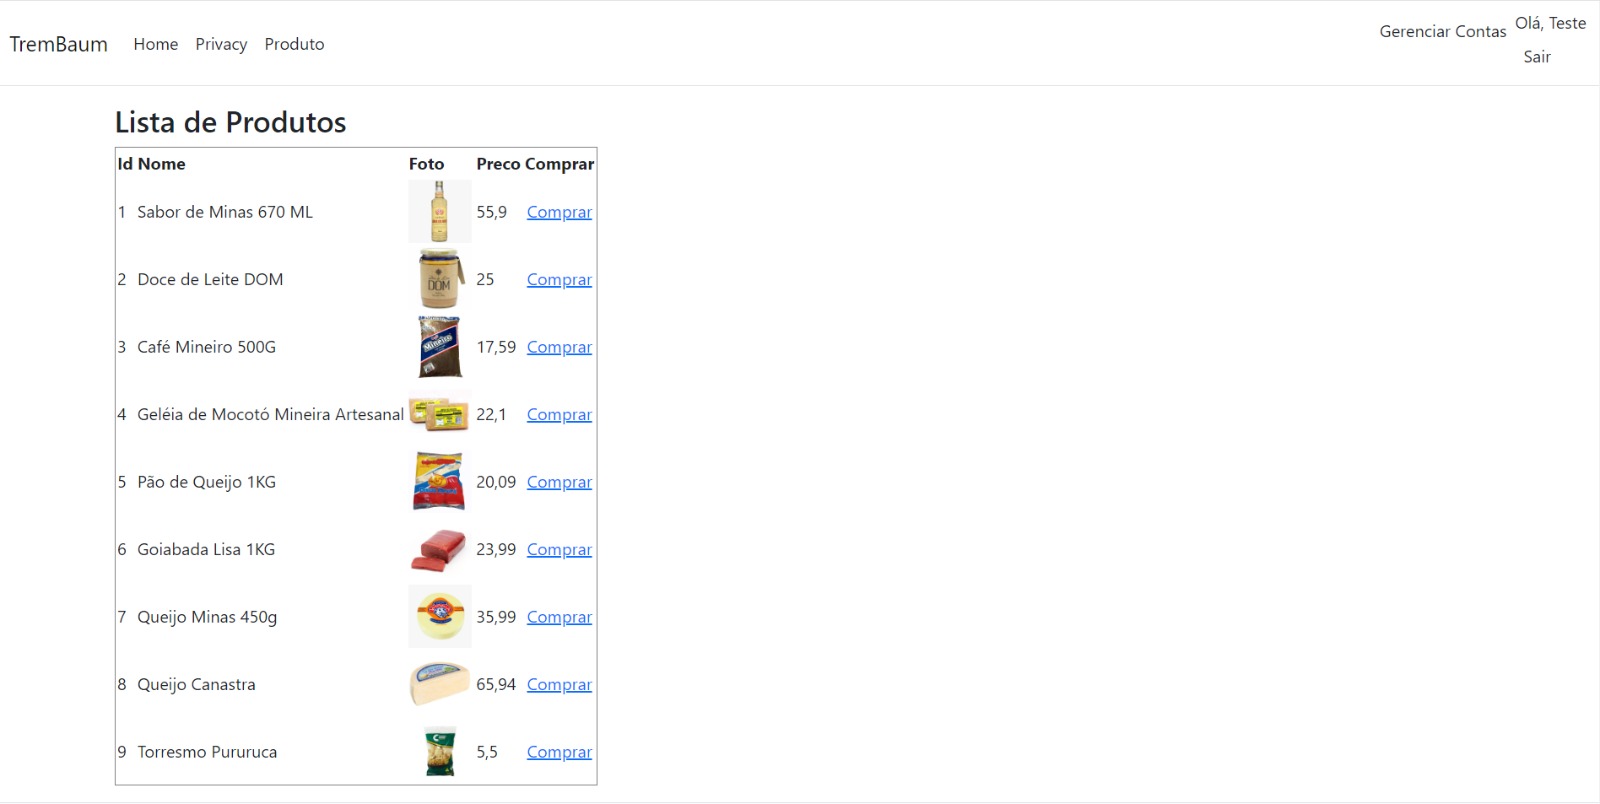 TremBaum Home Privacy Produto Gerenciar Contas Olá, Teste
Sair
Lista de Produtos
Id Nome Foto Preco Comprar
1 Sabor de Minas 670 ML 55,9 Comprar
2 Doce de Leite DOM DOM 25 Comprar
3 Café Mineiro 500G Mineiro 17,59 Comprar
4 Geléia de Mocotó Mineira Artesanal 22,1 Comprar
5 Pão de Queijo 1KG 20,09 Comprar
6 Goiabada Lisa 1KG 23,99 Comprar
7 Queijo Minas 450g 35,99 Comprar
8 Queijo Canastra 65,94 Comprar
9 Torresmo Pururuca 5,5 Comprar